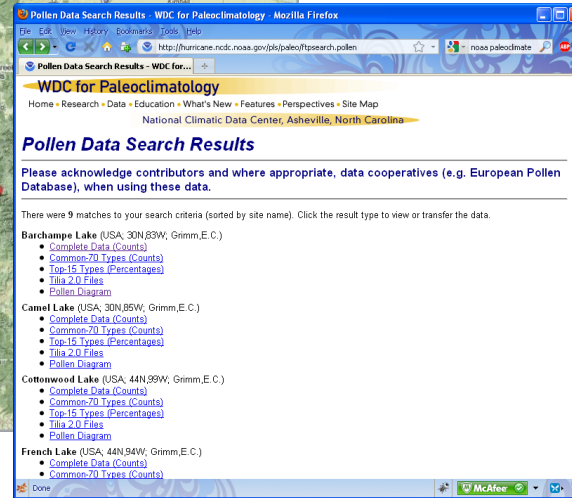 Pollen Data Search Results - WDC for Paleoclimatology - Mozilla Firefox
File Edit View History Bookmarks Tools Help
http://hurricane.ncdc.noaa.gov/pls/paleo/ftpsearch.pollen
noaa paleoclimate
ABP
Pollen Data Search Results - WDC for...
WDC for Paleoclimatology
Home • Research • Data • Education • What's New • Features • Perspectives • Site Map
National Climatic Data Center, Asheville, North Carolina
Pollen Data Search Results
Please acknowledge contributors and where appropriate, data cooperatives (e.g. European Pollen
Database), when using these data.
There were 9 matches to your search criteria (sorted by site name). Click the result type to view or transfer the data.
Barchampe Lake (USA; 30N,83W; Grimm,E.C.)
• Complete Data (Counts)
• Common-70 Types (Counts)
• Top-15 Types (Percentages)
• Tilia 2.0 Files
• Pollen Diagram
Camel Lake (USA; 30N,85W; Grimm,E.C.)
• Complete Data (Counts)
• Common-70 Types (Counts)
• Top-15 Types (Percentages)
• Tilia 2.0 Files
• Pollen Diagram
Cottonwood Lake (USA; 44N,99W; Grimm,E.C.)
• Complete Data (Counts)
• Common-70 Types (Counts)
• Top-15 Types (Percentages)
• Tilia 2.0 Files
• Pollen Diagram
French Lake (USA; 44N,94W; Grimm,E.C.)
• Complete Data (Counts)
• Common-70 Types (Counts)
Done
McAfee